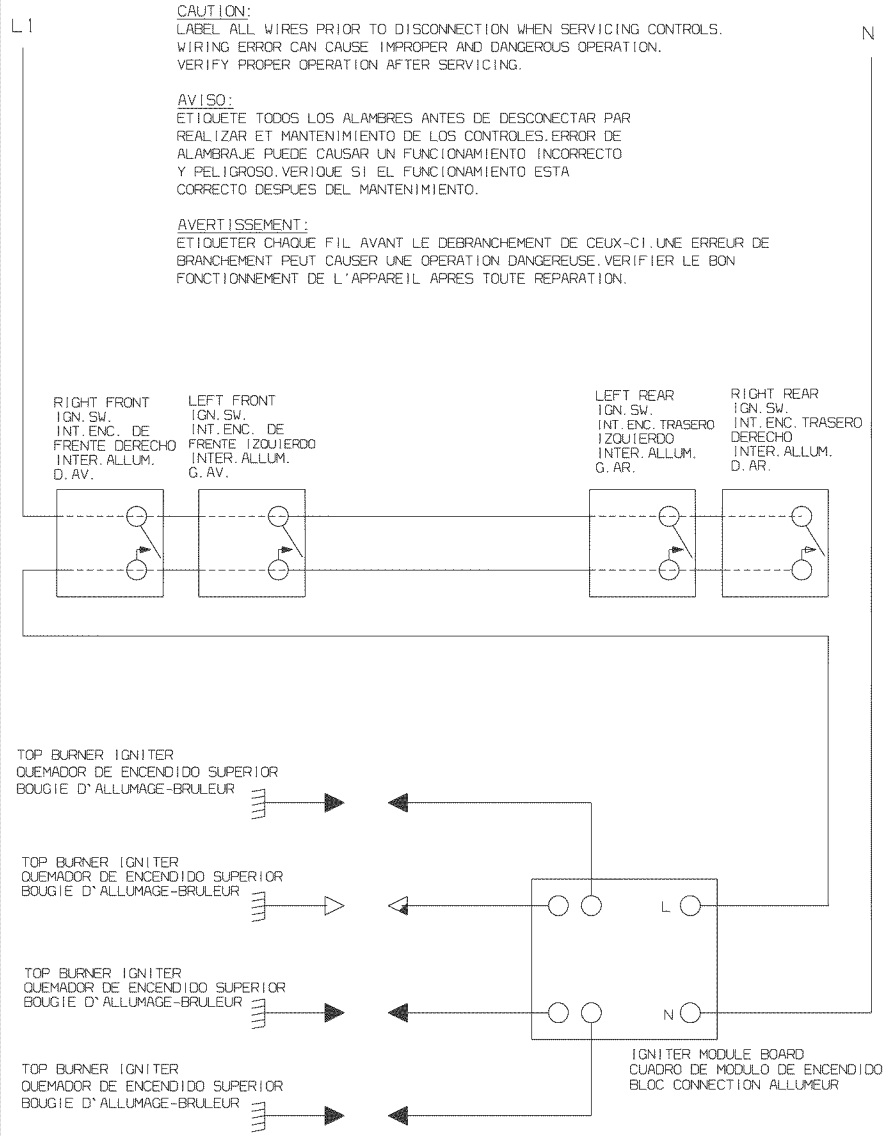 L1
N
CAUTION:
LABEL ALL WIRES PRIOR TO DISCONNECTION WHEN SERVICING CONTROLS.
WIRING ERROR CAN CAUSE IMPROPER AND DANGEROUS OPERATION.
VERIFY PROPER OPERATION AFTER SERVICING.
AVISO:
ETIQUETE TODOS LOS ALAMBRES ANTES DE DESCONECTAR PAR
REALIZAR ET MANTENIMIENTO DE LOS CONTROLES.ERROR DE
ALAMBRAJE PUEDE CAUSAR UN FUNCIONAMIENTO INCORRECTO
Y PELIGROSO.VERIQUE SI EL FUNCIONAMIENTO ESTA
CORRECTO DESPUES DEL MANTENIMIENTO.
AVERTISSEMENT:
ETIQUETER CHAQUE FIL AVANT LE DEBRANCHEMENT DE CEUX-CI.UNE ERREUR DE
BRANCHEMENT PEUT CAUSER UNE OPERATION DANGEREUSE.VERIFIER LE BON
FONCTIONNEMENT DE L'APPAREIL APRES TOUTE REPARATION.
RIGHT FRONT
IGN.SW.
INT.ENC. DE
FRENTE DERECHO
INTER.ALLUM.
D.AV.
LEFT FRONT
IGN.SW.
INT.ENC. DE
FRENTE IZQUIERDO
INTER.ALLUM.
G.AV.
LEFT REAR
IGN.SW.
INT.ENC.TRASERO
IZQUIERDO
INTER.ALLUM.
G.AR.
RIGHT REAR
IGN.SW.
INT.ENC.TRASERO
DERECHO
INTER.ALLUM.
D.AR.
TOP BURNER IGNITER
QUEMADOR DE ENCENDIDO SUPERIOR
BOUGIE D`ALLUMAGE-BRULEUR
TOP BURNER IGNITER
QUEMADOR DE ENCENDIDO SUPERIOR
BOUGIE D`ALLUMAGE-BRULEUR
L
TOP BURNER IGNITER
QUEMADOR DE ENCENDIDO SUPERIOR
BOUGIE D`ALLUMAGE-BRULEUR
N
IGNITER MODULE BOARD
CUADRO DE MODULO DE ENCENDIDO
BLOC CONNECTION ALLUMEUR
TOP BURNER IGNITER
QUEMADOR DE ENCENDIDO SUPERIOR
BOUGIE D`ALLUMAGE-BRULEUR